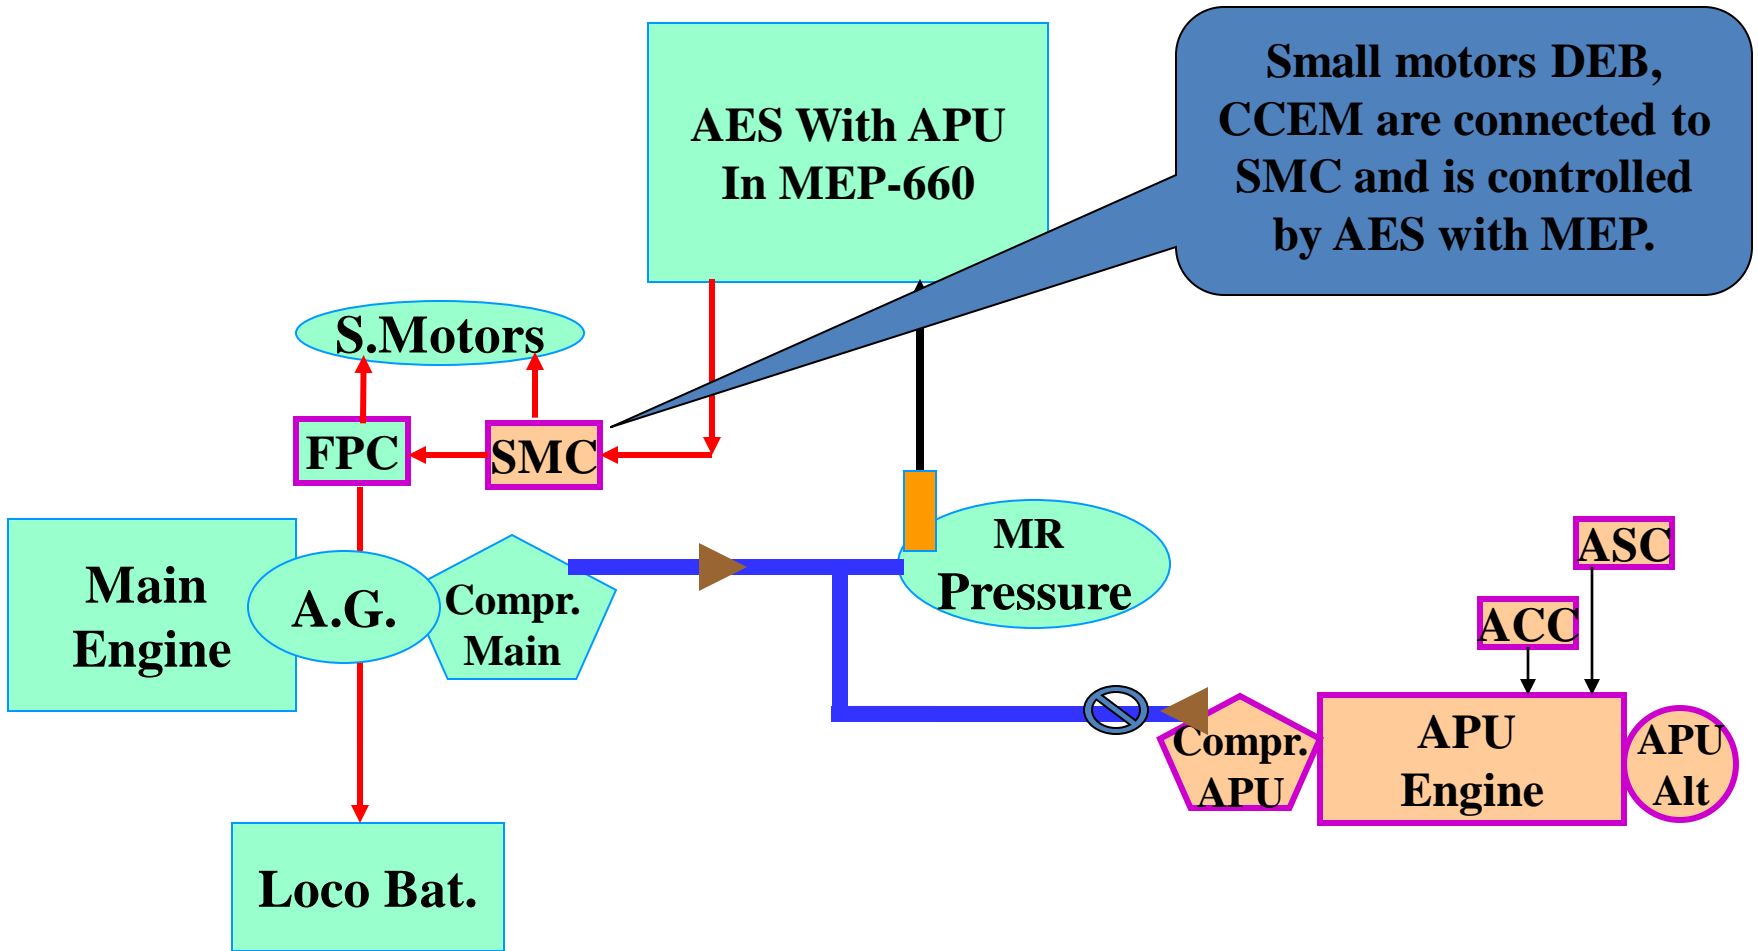 AES With APU
In MEP-660
Small motors DEB,
CCEM are connected to
SMC and is controlled
by AES with MEP.
S.Motors
FPC
SMC
Main
Engine
A.G.
Compr.
Main
MR
Pressure
ASC
ACC
Compr.
APU
APU
Engine
APU
Alt
Loco Bat.